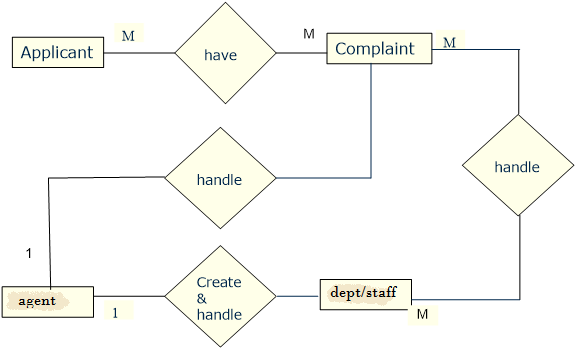 Applicant
M
have
M
Complaint
M
handle
handle
1
agent
1
Create
&
handle
dept/staff
M